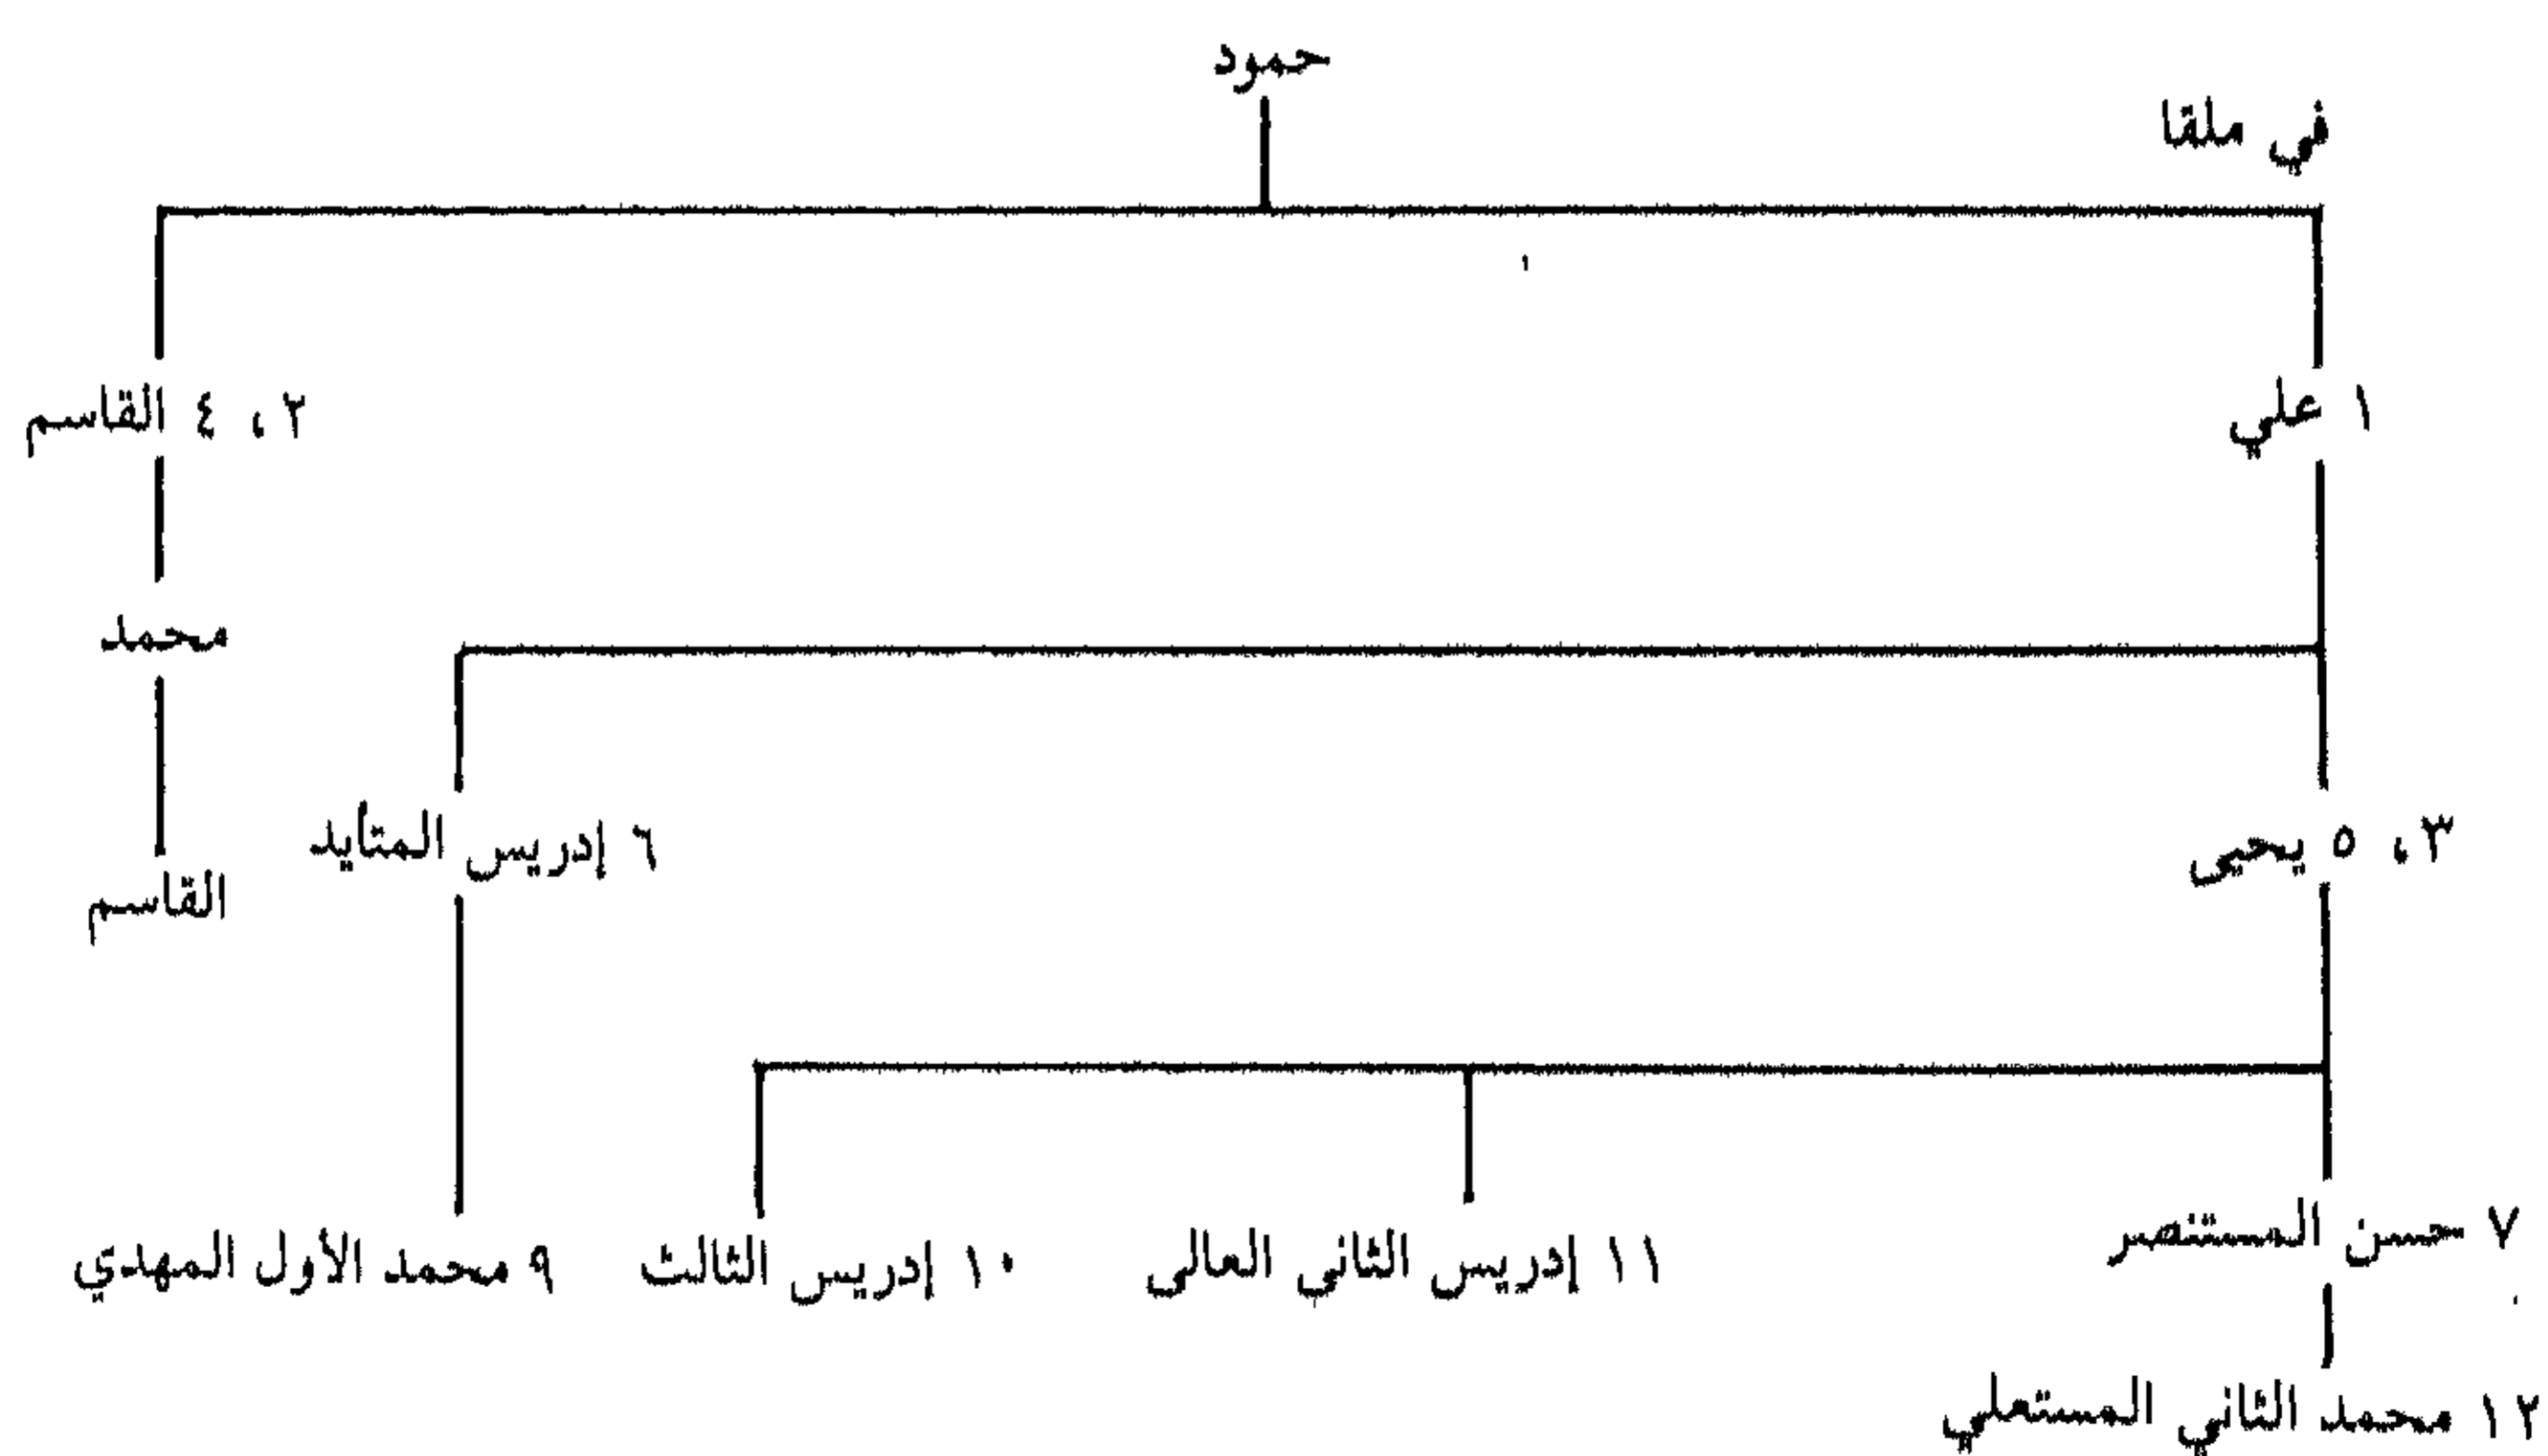 حمود
في ملقا
١ علي
٢، ٤ القاسم
محمد
٣، ٥ يحيى
٦ إدريس المتأيد
القاسم
٧ حسن المستنصر
١١ إدريس الثاني العالى
١٠ إدريس الثالث
٩ محمد الأول المهدي
١٢ محمد الثاني المستعلي